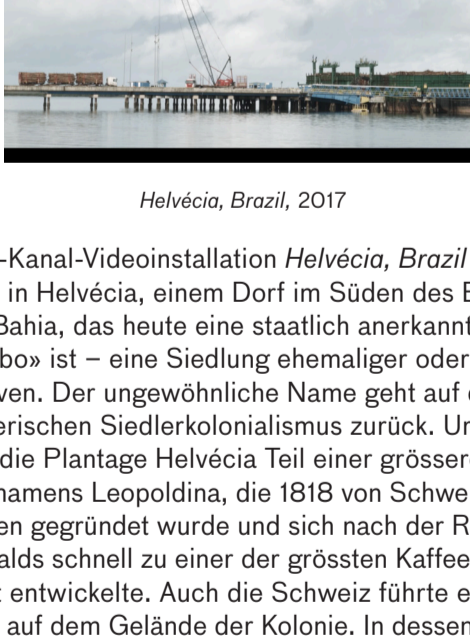 Helvécia, Brazil, 2017
-Kanal-Videoinstallation Helvécia, Brazil
in Helvécia, einem Dorf im Süden des
Bahia, das heute eine staatlich anerkannt
bo» ist – eine Siedlung ehemaliger oder
ven. Der ungewöhnliche Name geht auf
erischen Siedlerkolonialismus zurück. Um
die Plantage Helvécia Teil einer grösser
namens Leopoldina, die 1818 von Schwe
en gegründet wurde und sich nach der R
alds schnell zu einer der grössten Kaffee
entwickelte. Auch die Schweiz führte e
auf dem Gelände der Kolonie. In dessen